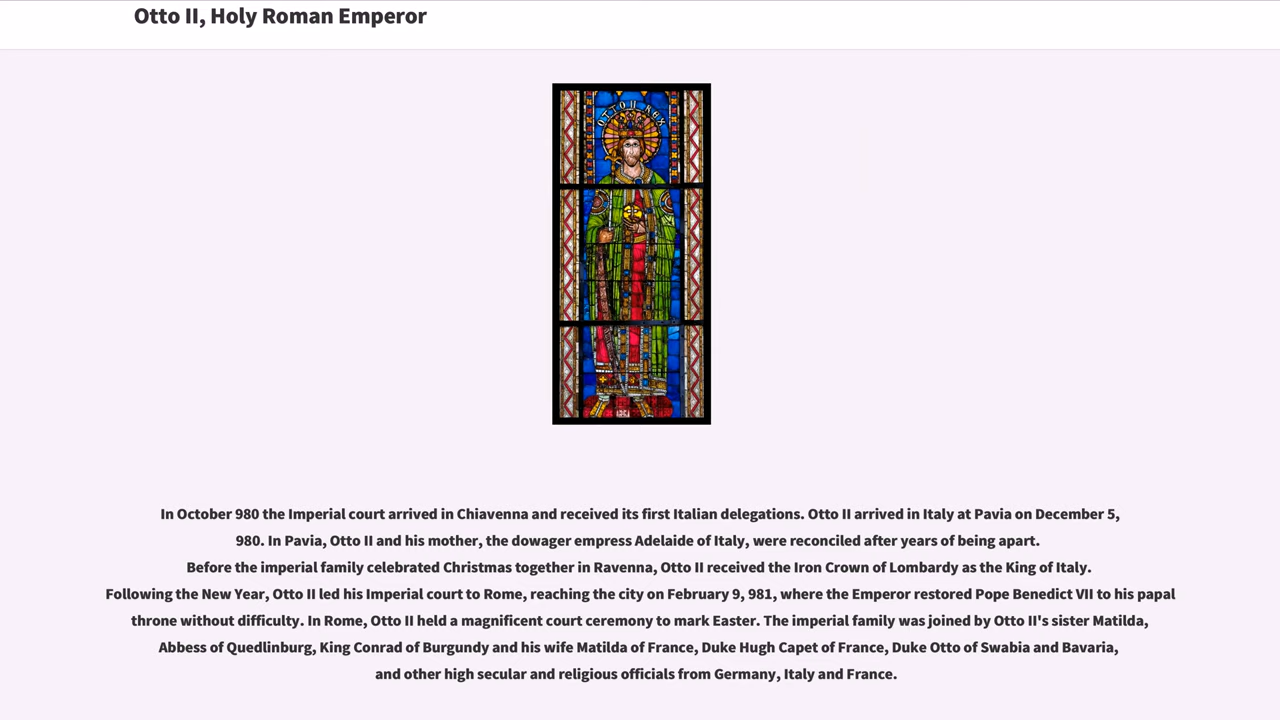 Otto II, Holy Roman Emperor
OTTO II REX
In October 980 the Imperial court arrived in Chiavenna and received its first Italian delegations. Otto II arrived in Italy at Pavia on December 5,
980. In Pavia, Otto II and his mother, the dowager empress Adelaide of Italy, were reconciled after years of being apart.
Before the imperial family celebrated Christmas together in Ravenna, Otto II received the Iron Crown of Lombardy as the King of Italy.
Following the New Year, Otto II led his Imperial court to Rome, reaching the city on February 9, 981, where the Emperor restored Pope Benedict VII to his papal
throne without difficulty. In Rome, Otto II held a magnificent court ceremony to mark Easter. The imperial family was joined by Otto II's sister Matilda,
Abbess of Quedlinburg, King Conrad of Burgundy and his wife Matilda of France, Duke Hugh Capet of France, Duke Otto of Swabia and Bavaria,
and other high secular and religious officials from Germany, Italy and France.